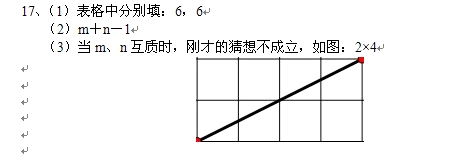 17、（1）表格中分别填：6，6
（2）m＋n－1
（3）当m、n互质时，刚才的猜想不成立，如图：2×4